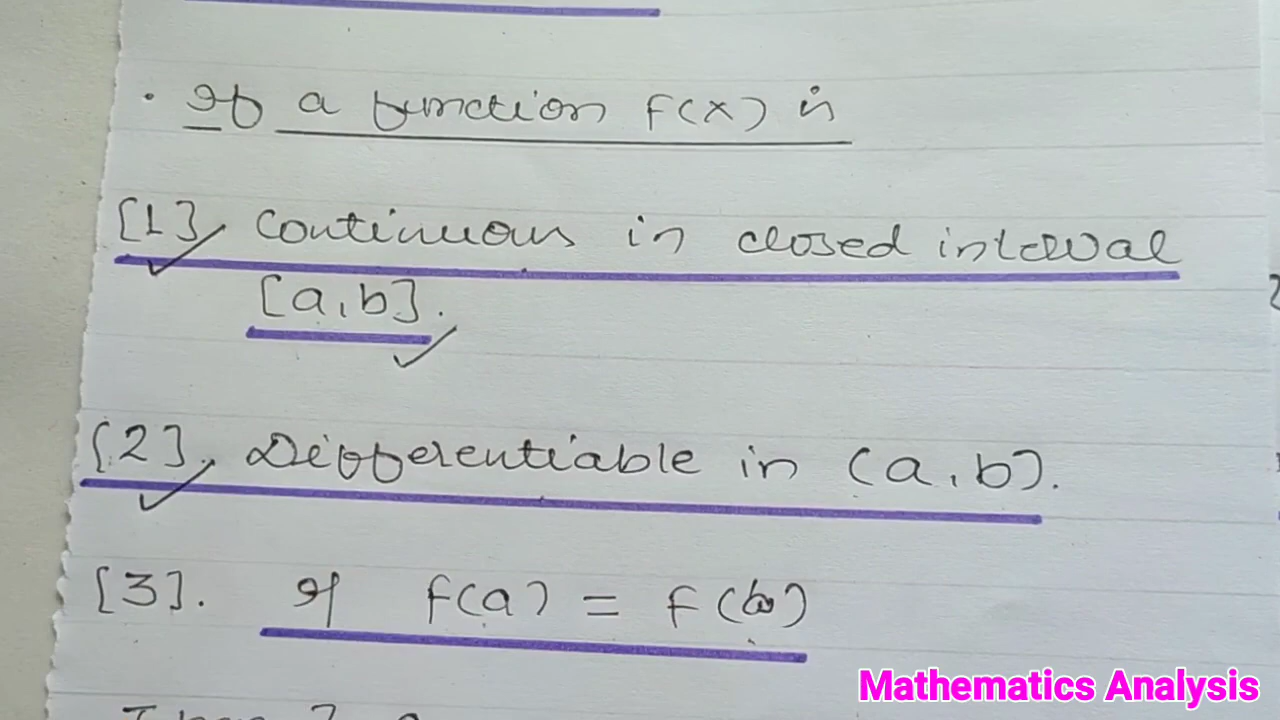 · If a function f(x) is
[1], Continuous in closed interval
[a,b].
[2], Differentiable in (a,b).
[3]. If f(a) = f(b)
Mathematics Analysis